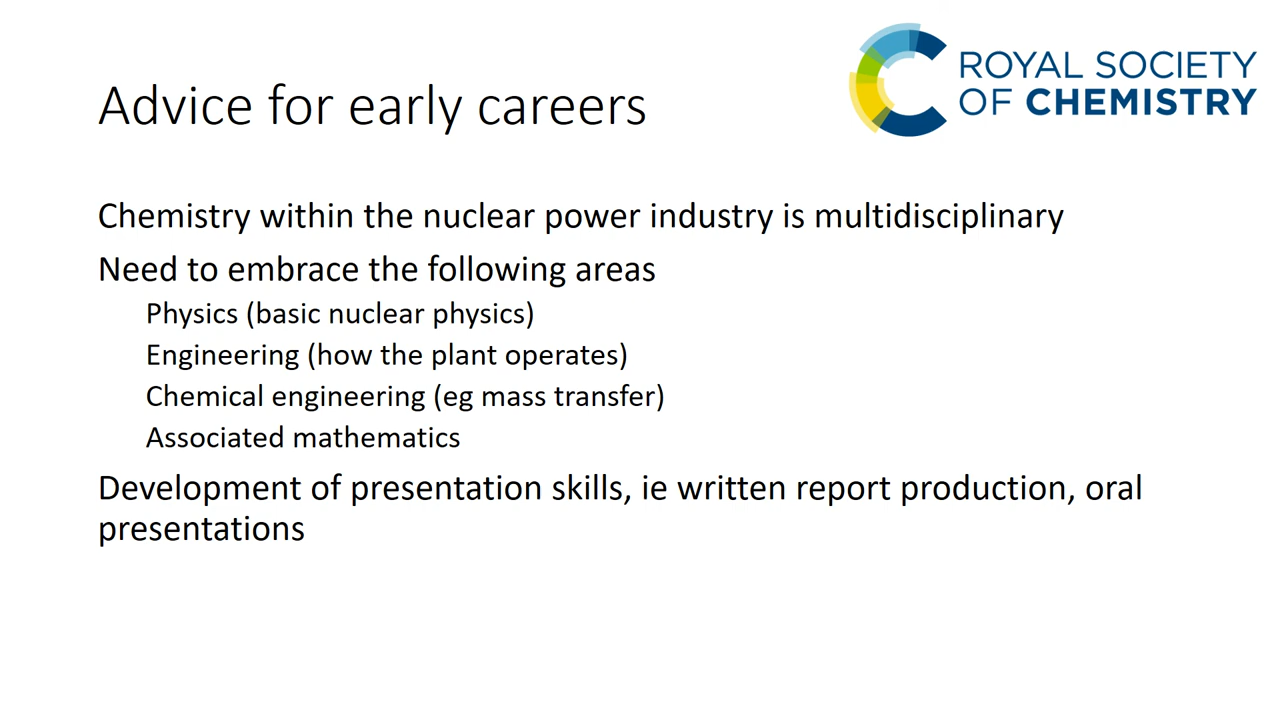 Advice for early careers
ROYAL SOCIETY
OF CHEMISTRY
Chemistry within the nuclear power industry is multidisciplinary
Need to embrace the following areas
Physics (basic nuclear physics)
Engineering (how the plant operates)
Chemical engineering (eg mass transfer)
Associated mathematics
Development of presentation skills, ie written report production, oral
presentations